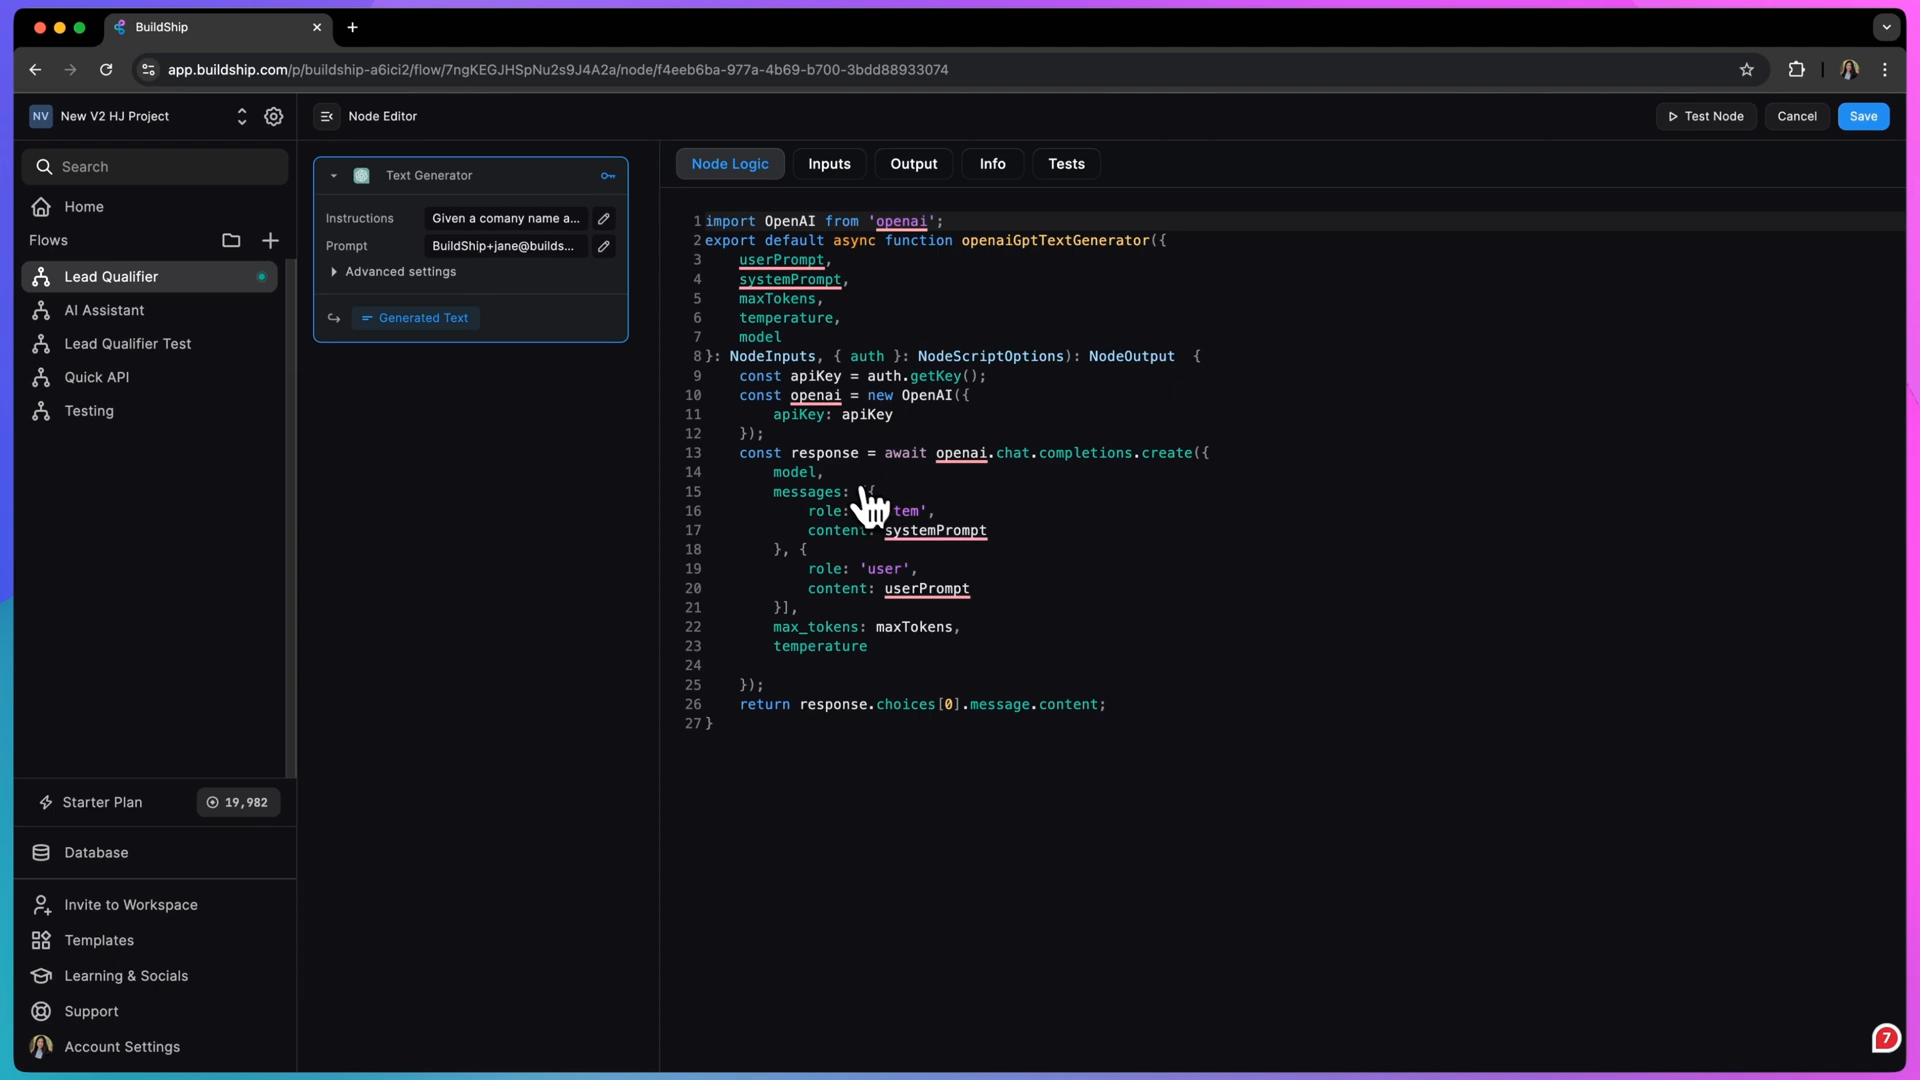 BuildShip
app.buildship.com/p/buildship-a6ici2/flow/7ngKEGJHSpNu2s9J4A2a/node/f4eeb6ba-977a-4b69-b700-3bdd88933074
NV New V2 HJ Project
Search
Home
Flows
Lead Qualifier
AI Assistant
Lead Qualifier Test
Quick API
Testing
Starter Plan 19,982
Database
Invite to Workspace
Templates
Learning & Socials
Support
Account Settings
Node Editor
Test Node Cancel Save
Text Generator
Instructions Given a comany name a...
Prompt BuildShip+jane@builds...
Advanced settings
Generated Text
Node Logic Inputs Output Info Tests
1 import OpenAI from 'openai';
2 export default async function openaiGptTextGenerator({
3 userPrompt,
4 systemPrompt,
5 maxTokens,
6 temperature,
7 model
8 }: NodeInputs, { auth }: NodeScriptOptions): NodeOutput {
9 const apiKey = auth.getKey();
10 const openai = new OpenAI({
11 apiKey: apiKey
12 });
13 const response = await openai.chat.completions.create({
14 model,
15 messages: {
16 role: tem',
17 content: systemPrompt
18 }, {
19 role: 'user',
20 content: userPrompt
21 }],
22 max_tokens: maxTokens,
23 temperature
24
25 });
26 return response.choices[0].message.content;
27 }
7